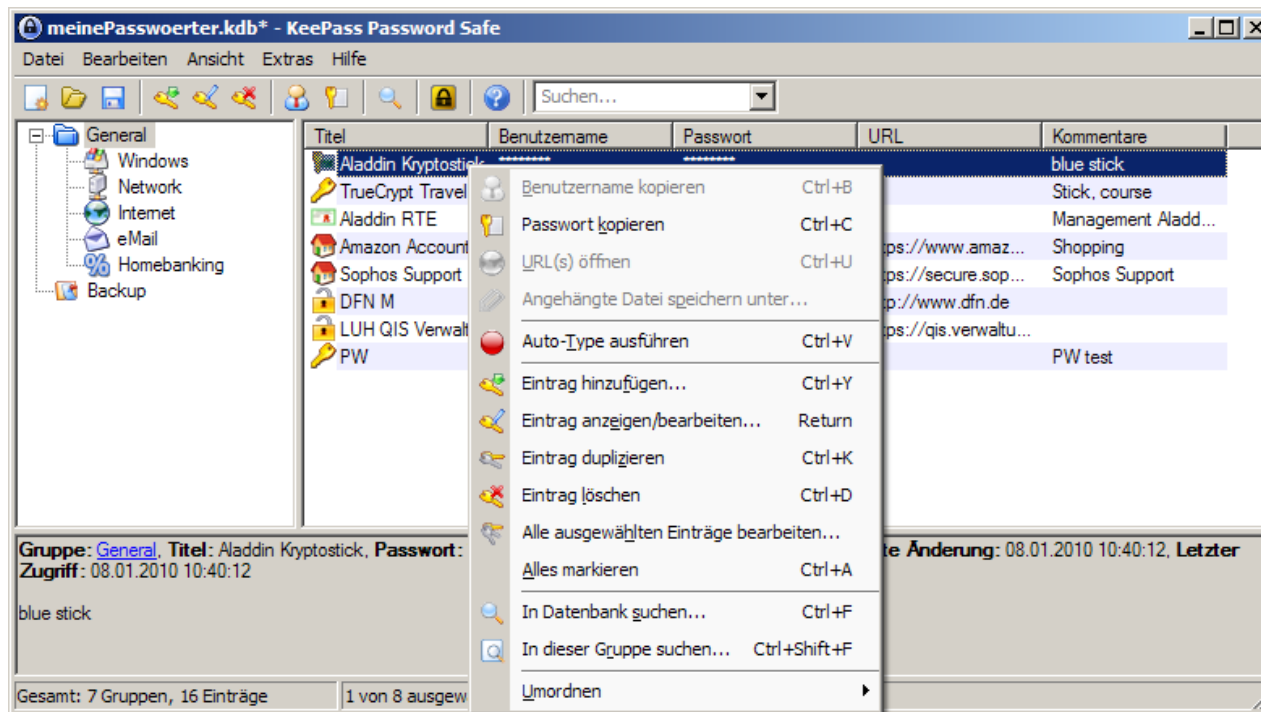 meinePasswoerter.kdb* - KeePass Password Safe
Datei Bearbeiten Ansicht Extras Hilfe
Suchen...
General
Windows
Network
Internet
eMail
Homebanking
Backup
Titel Benutzername Passwort URL Kommentare
Aladdin Kryptostick ******** ******** blue stick
TrueCrypt Travel Stick, course
Aladdin RTE Management Aladd...
Amazon Account ps://www.amaz... Shopping
Sophos Support ps://secure.sop... Sophos Support
DFN M p://www.dfn.de
LUH QIS Verwalt ps://qis.verwaltu...
PW PW test
Benutzername kopieren Ctrl+B
Passwort kopieren Ctrl+C
URL(s) öffnen Ctrl+U
Angehängte Datei speichern unter...
Auto-Type ausführen Ctrl+V
Eintrag hinzufügen... Ctrl+Y
Eintrag anzeigen/bearbeiten... Return
Eintrag duplizieren Ctrl+K
Eintrag löschen Ctrl+D
Alle ausgewählten Einträge bearbeiten...
Alles markieren Ctrl+A
In Datenbank suchen... Ctrl+F
In dieser Gruppe suchen... Ctrl+Shift+F
Umordnen
Gruppe: General, Titel: Aladdin Kryptostick, Passwort: te Änderung: 08.01.2010 10:40:12, Letzter
Zugriff: 08.01.2010 10:40:12
blue stick
Gesamt: 7 Gruppen, 16 Einträge 1 von 8 ausgew